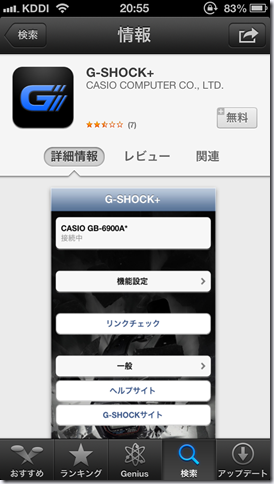 KDDI 20:55 83%
検索
情報
G-SHOCK+
CASIO COMPUTER CO., LTD.
(7)
無料
詳細情報 レビュー 関連
G-SHOCK+
CASIO GB-6900A*
接続中
機能設定
リンクチェック
一般
ヘルプサイト
G-SHOCKサイト
おすすめ ランキング Genius 検索 アップデート